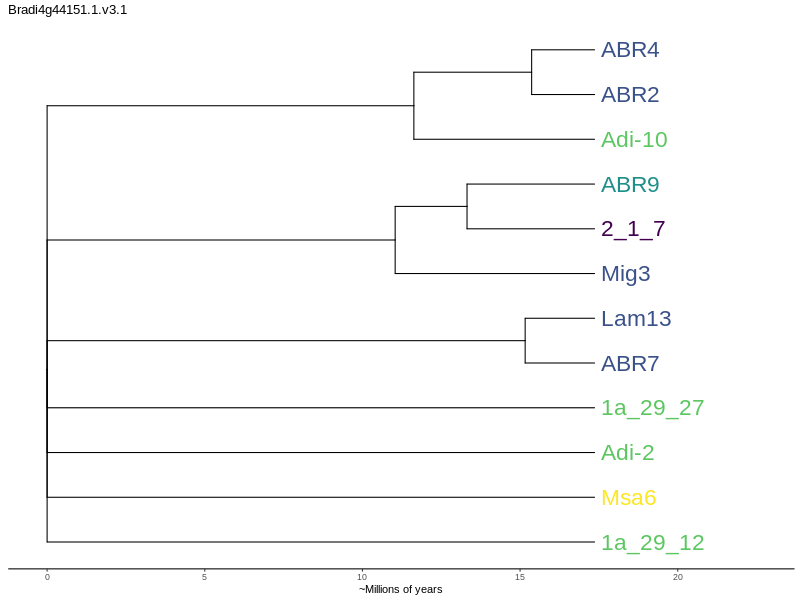 Bradi4g44151.1.v3.1
ABR4
ABR2
Adi-10
ABR9
2_1_7
Mig3
Lam13
ABR7
1a_29_27
Adi-2
Msa6
1a_29_12
0 5 10 15 20
~Millions of years